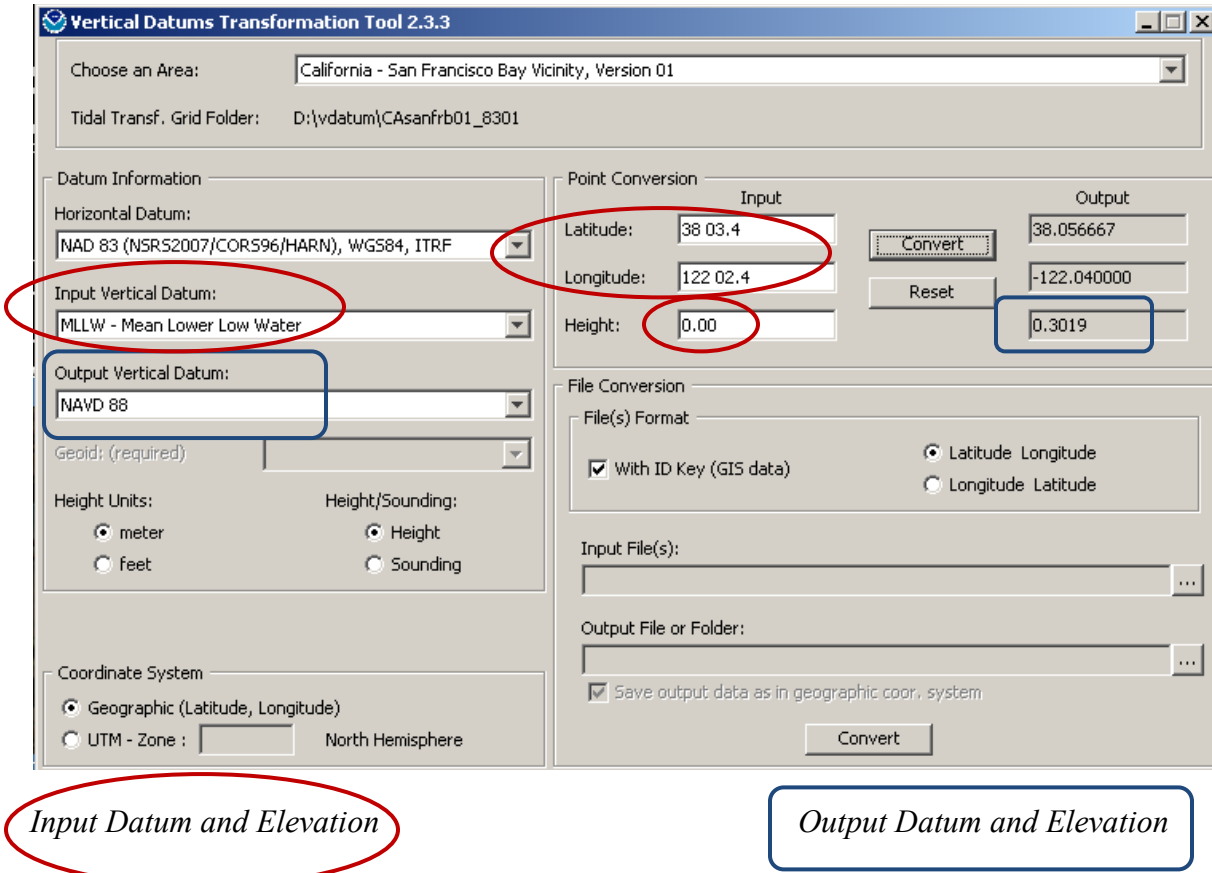 Vertical Datums Transformation Tool 2.3.3
Choose an Area:
California - San Francisco Bay Vicinity, Version 01
Tidal Transf. Grid Folder:
D:\vdatum\CAsanfrb01_8301
Datum Information
Horizontal Datum:
NAD 83 (NSRS2007/CORS96/HARN), WGS84, ITRF
Input Vertical Datum:
MLLW - Mean Lower Low Water
Output Vertical Datum:
NAVD 88
Geoid: (required)
Height Units:
Height/Sounding:
meter
Height
feet
Sounding
Coordinate System
Geographic (Latitude, Longitude)
UTM - Zone :
North Hemisphere
Point Conversion
Input
Output
Latitude:
38 03.4
Convert
38.056667
Longitude:
122 02.4
Reset
-122.040000
Height:
0.00
0.3019
File Conversion
File(s) Format
With ID Key (GIS data)
Latitude Longitude
Longitude Latitude
Input File(s):
...
Output File or Folder:
...
Save output data as in geographic coor. system
Convert
Input Datum and Elevation
Output Datum and Elevation